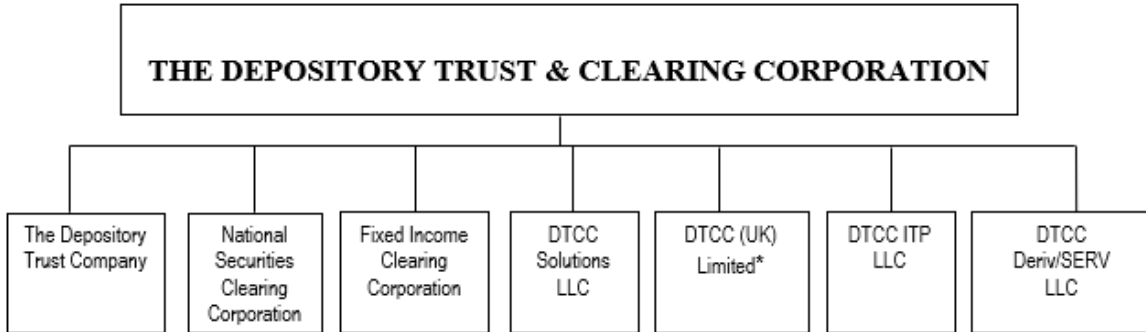 THE DEPOSITORY TRUST & CLEARING CORPORATION
The Depository
Trust Company
National
Securities
Clearing
Corporation
Fixed Income
Clearing
Corporation
DTCC
Solutions
LLC
DTCC (UK)
Limited*
DTCC ITP
LLC
DTCC
Deriv/SERV
LLC